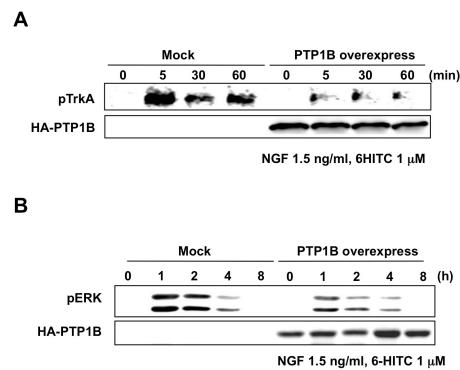 A
Mock PTP1B overexpress
0 5 30 60 0 5 30 60 (min)
pTrkA
HA-PTP1B
NGF 1.5 ng/ml, 6HITC 1 μM
B
Mock PTP1B overexpress
0 1 2 4 8 0 1 2 4 8 (h)
pERK
HA-PTP1B
NGF 1.5 ng/ml, 6-HITC 1 μM